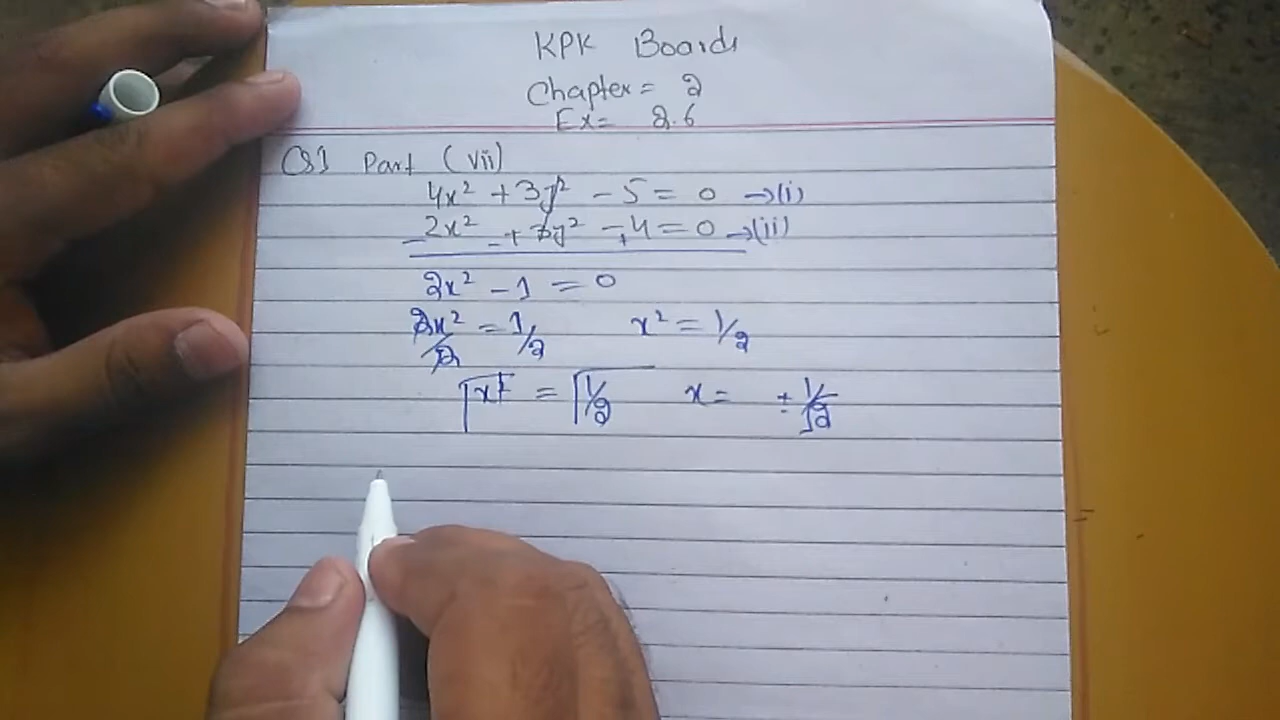 KPK Board
Chapter = 2
Ex = 2.6
Q1 Part (vii)
4x² + 3y² - 5 = 0 →(i)
2x² + 3y² - 4 = 0 →(ii)
- - +
2x² - 1 = 0
2x²/2 = 1/2 x² = 1/2
√x² = √1/2 x = ± 1/√2